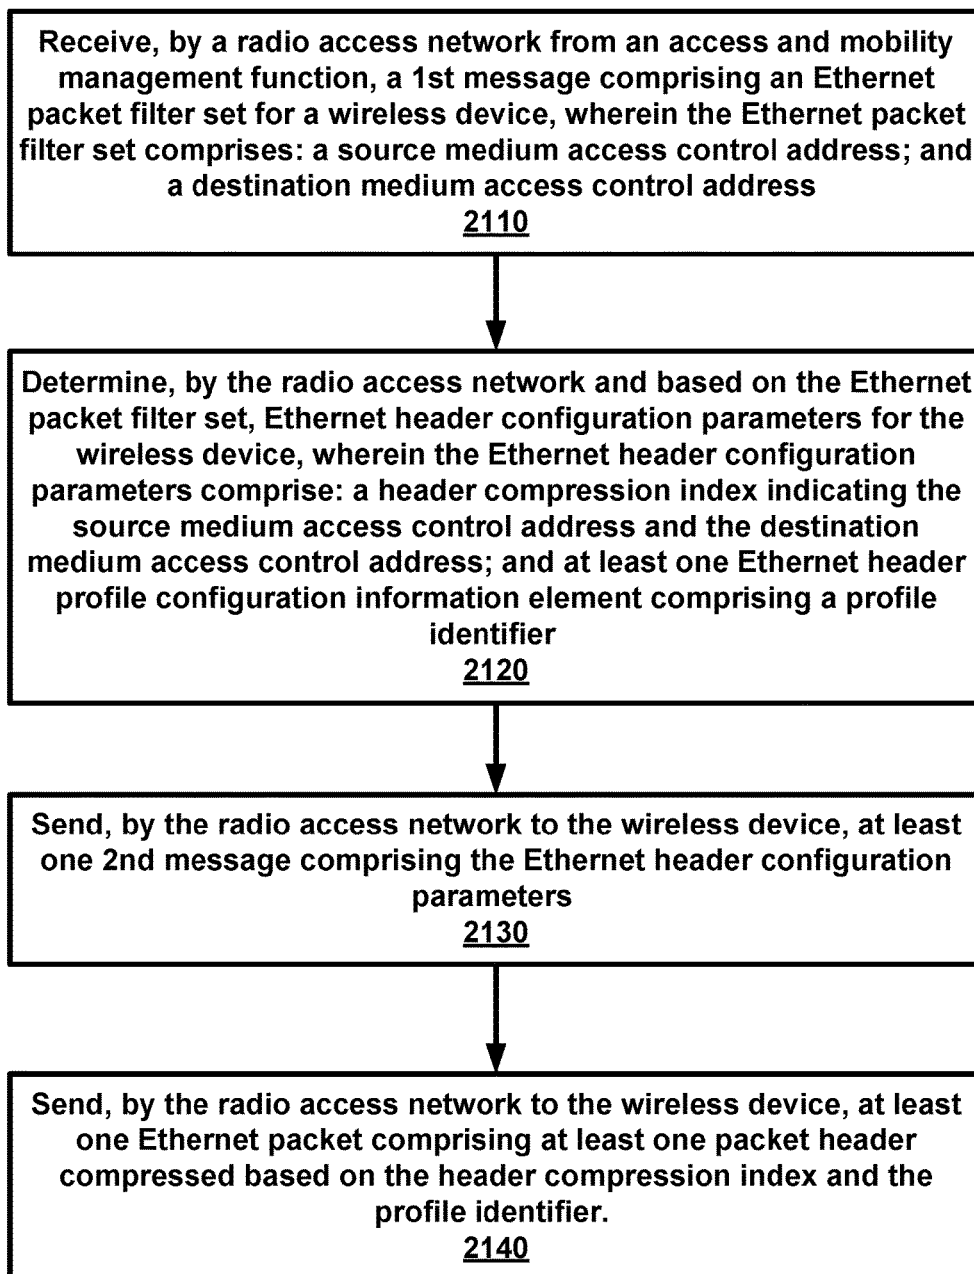 Receive, by a radio access network from an access and mobility
management function, a 1st message comprising an Ethernet
packet filter set for a wireless device, wherein the Ethernet packet
filter set comprises: a source medium access control address; and
a destination medium access control address
2110
Determine, by the radio access network and based on the Ethernet
packet filter set, Ethernet header configuration parameters for the
wireless device, wherein the Ethernet header configuration
parameters comprise: a header compression index indicating the
source medium access control address and the destination
medium access control address; and at least one Ethernet header
profile configuration information element comprising a profile
identifier
2120
Send, by the radio access network to the wireless device, at least
one 2nd message comprising the Ethernet header configuration
parameters
2130
Send, by the radio access network to the wireless device, at least
one Ethernet packet comprising at least one packet header
compressed based on the header compression index and the
profile identifier.
2140